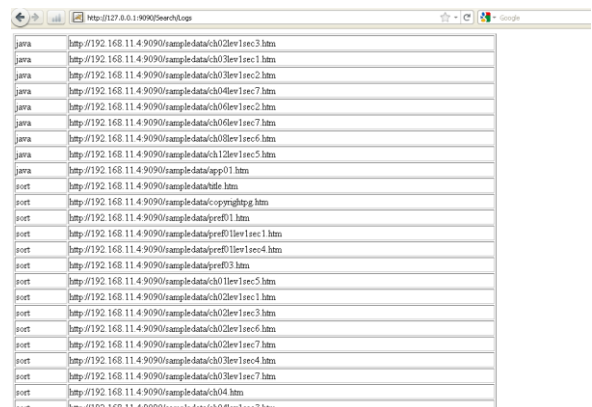 http://127.0.0.1:9090/Search/Logs Google
java http://192.168.11.4:9090/sampledata/ch02lev1sec3.htm
java http://192.168.11.4:9090/sampledata/ch03lev1sec1.htm
java http://192.168.11.4:9090/sampledata/ch03lev1sec2.htm
java http://192.168.11.4:9090/sampledata/ch04lev1sec7.htm
java http://192.168.11.4:9090/sampledata/ch06lev1sec2.htm
java http://192.168.11.4:9090/sampledata/ch06lev1sec7.htm
java http://192.168.11.4:9090/sampledata/ch08lev1sec6.htm
java http://192.168.11.4:9090/sampledata/ch12lev1sec5.htm
java http://192.168.11.4:9090/sampledata/app01.htm
sort http://192.168.11.4:9090/sampledata/title.htm
sort http://192.168.11.4:9090/sampledata/copyrightpg.htm
sort http://192.168.11.4:9090/sampledata/pref01.htm
sort http://192.168.11.4:9090/sampledata/pref01lev1sec1.htm
sort http://192.168.11.4:9090/sampledata/pref01lev1sec4.htm
sort http://192.168.11.4:9090/sampledata/pref03.htm
sort http://192.168.11.4:9090/sampledata/ch01lev1sec5.htm
sort http://192.168.11.4:9090/sampledata/ch02lev1sec1.htm
sort http://192.168.11.4:9090/sampledata/ch02lev1sec3.htm
sort http://192.168.11.4:9090/sampledata/ch02lev1sec6.htm
sort http://192.168.11.4:9090/sampledata/ch02lev1sec7.htm
sort http://192.168.11.4:9090/sampledata/ch03lev1sec4.htm
sort http://192.168.11.4:9090/sampledata/ch03lev1sec7.htm
sort http://192.168.11.4:9090/sampledata/ch04.htm